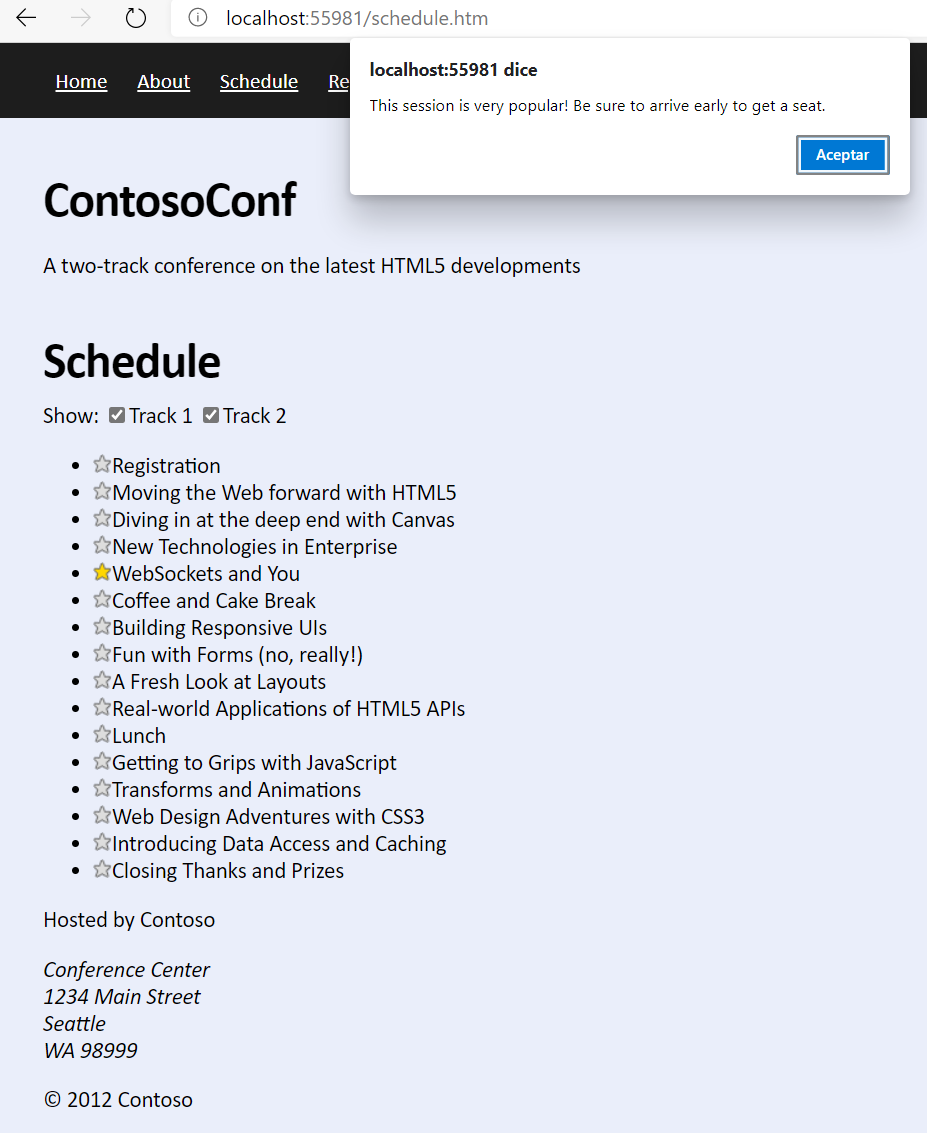 localhost:55981/schedule.htm
localhost:55981 dice
This session is very popular! Be sure to arrive early to get a seat.
Aceptar
Home About Schedule Re
ContosoConf
A two-track conference on the latest HTML5 developments
Schedule
Show: Track 1 Track 2
Registration
Moving the Web forward with HTML5
Diving in at the deep end with Canvas
New Technologies in Enterprise
WebSockets and You
Coffee and Cake Break
Building Responsive UIs
Fun with Forms (no, really!)
A Fresh Look at Layouts
Real-world Applications of HTML5 APIs
Lunch
Getting to Grips with JavaScript
Transforms and Animations
Web Design Adventures with CSS3
Introducing Data Access and Caching
Closing Thanks and Prizes
Hosted by Contoso
Conference Center
1234 Main Street
Seattle
WA 98999
© 2012 Contoso